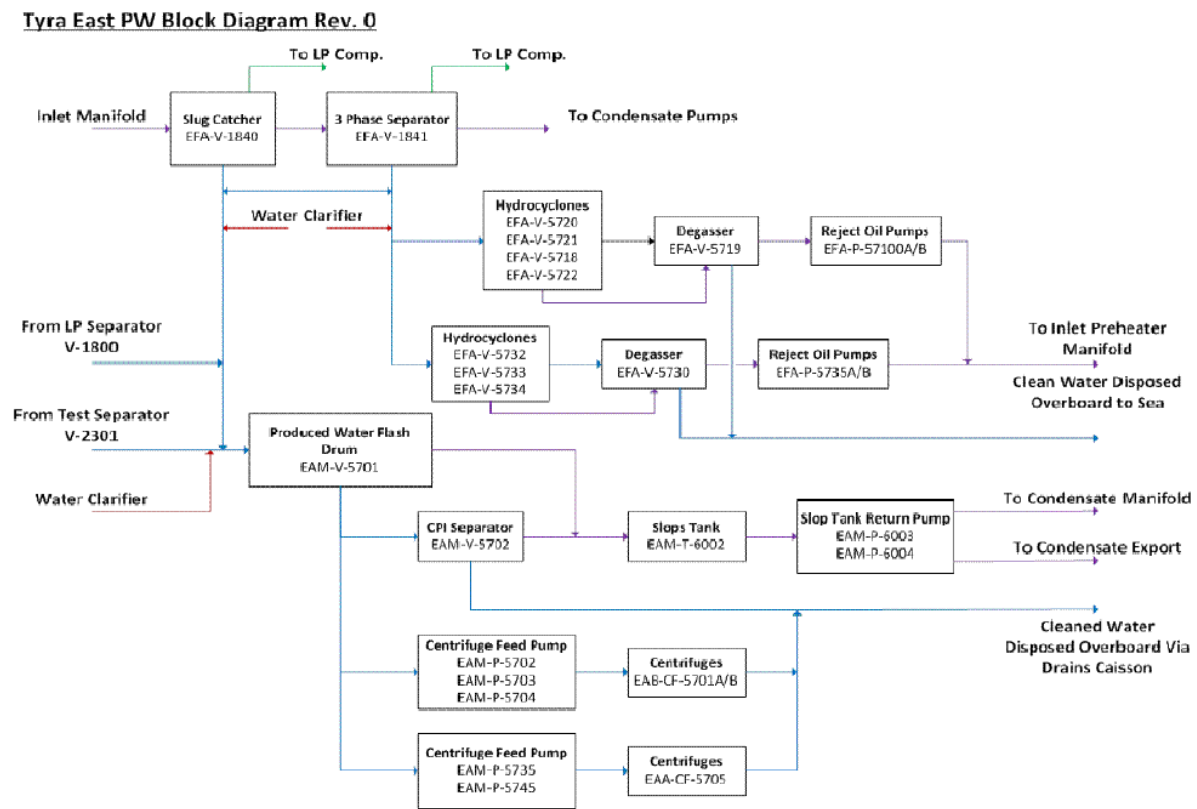 Tyra East PW Block Diagram Rev. 0
To LP Comp.
To LP Comp.
Inlet Manifold
Slug Catcher
EFA-V-1840
3 Phase Separator
EFA-V-1841
To Condensate Pumps
Water Clarifier
Hydrocyclones
EFA-V-5720
EFA-V-5721
EFA-V-5718
EFA-V-5722
Degasser
EFA-V-5719
Reject Oil Pumps
EFA-P-57100A/B
From LP Separator
V-1800
Hydrocyclones
EFA-V-5732
EFA-V-5733
EFA-V-5734
Degasser
EFA-V-5730
Reject Oil Pumps
EFA-P-5735A/B
To Inlet Preheater
Manifold
Clean Water Disposed
Overboard to Sea
From Test Separator
V-2301
Produced Water Flash
Drum
EAM-V-5701
Water Clarifier
CPI Separator
EAM-V-5702
Slops Tank
EAM-T-6002
Slop Tank Return Pump
EAM-P-6003
EAM-P-6004
To Condensate Manifold
To Condensate Export
Cleaned Water
Disposed Overboard Via
Drains Caisson
Centrifuge Feed Pump
EAM-P-5702
EAM-P-5703
EAM-P-5704
Centrifuges
EAB-CF-5701A/B
Centrifuge Feed Pump
EAM-P-5735
EAM-P-5745
Centrifuges
EAA-CF-5705